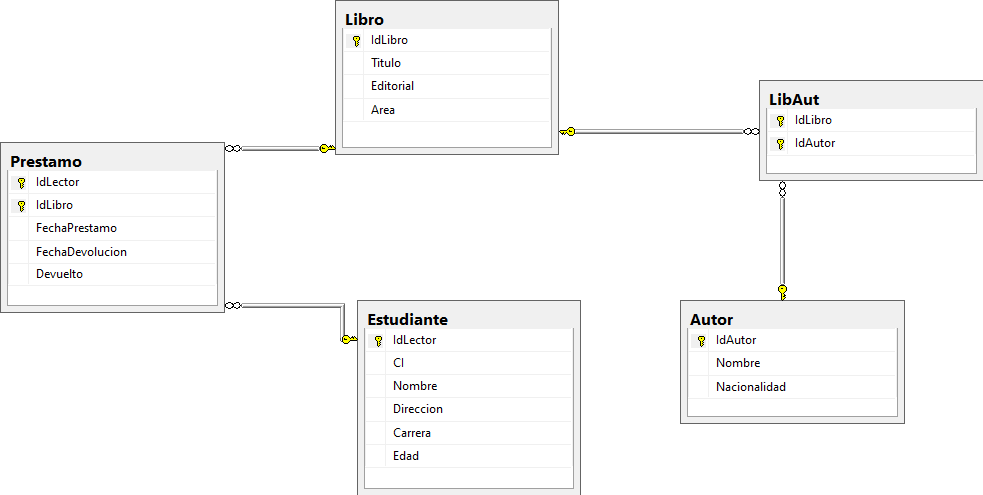 Libro
IdLibro
Titulo
Editorial
Area
LibAut
IdLibro
IdAutor
Prestamo
IdLector
IdLibro
FechaPrestamo
FechaDevolucion
Devuelto
Estudiante
IdLector
CI
Nombre
Direccion
Carrera
Edad
Autor
IdAutor
Nombre
Nacionalidad